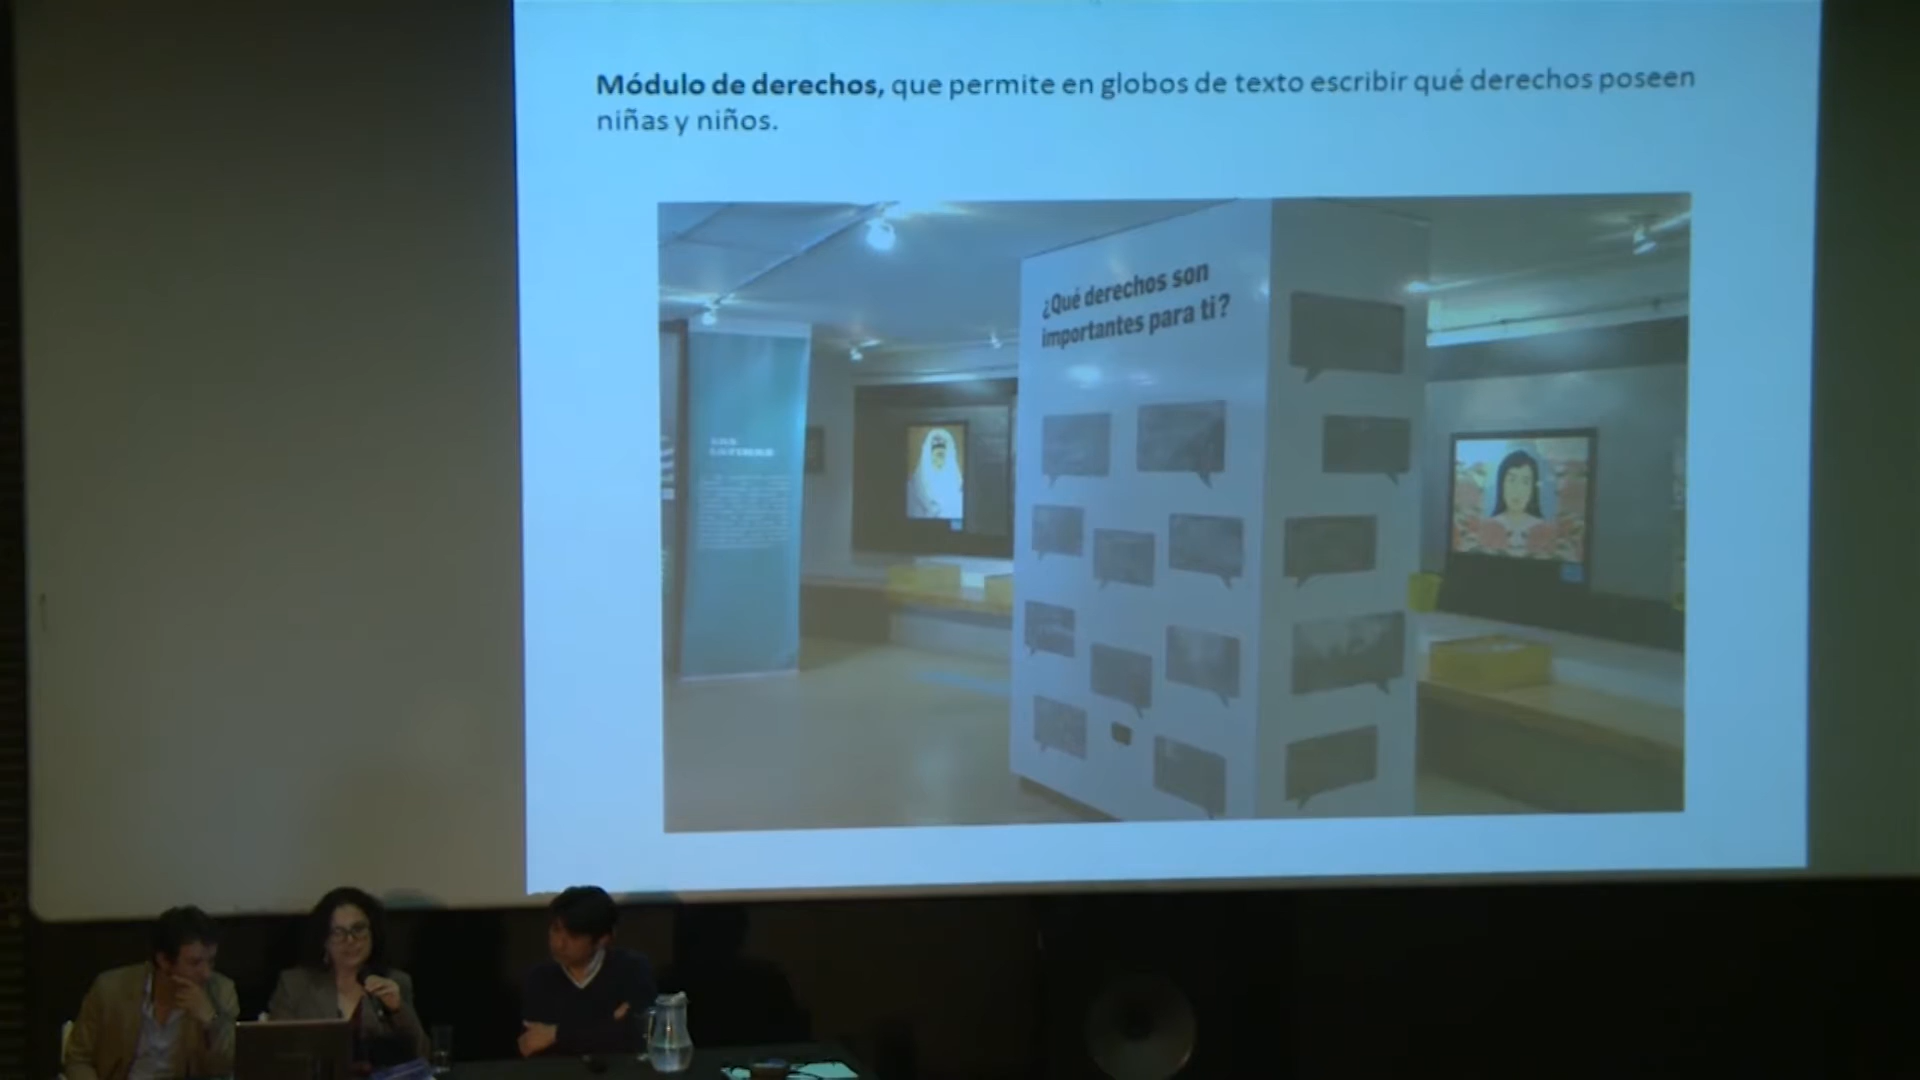 Módulo de derechos, que permite en globos de texto escribir qué derechos poseen
niñas y niños.
¿Qué derechos son
importantes para ti?